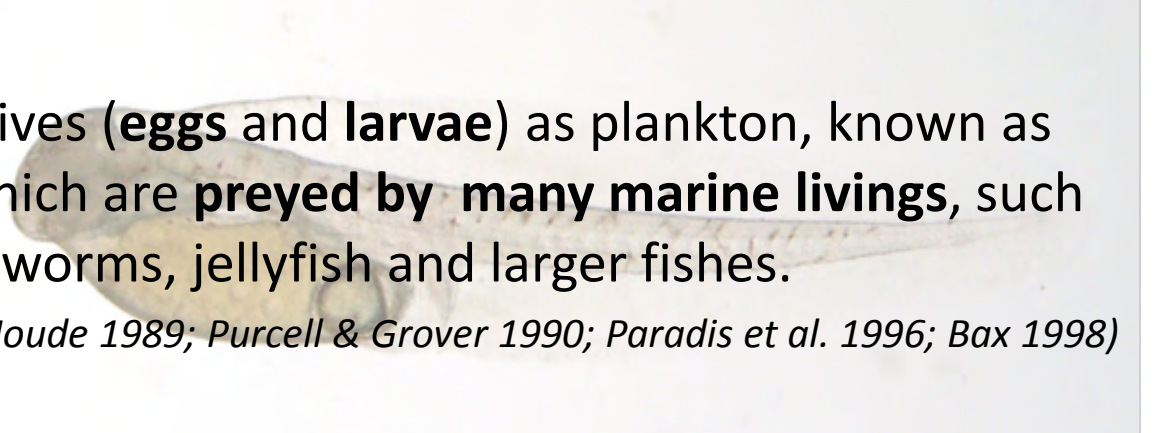 ives (eggs and larvae) as plankton, known as
hich are preyed by  many marine livings, such
worms, jellyfish and larger fishes.
oude 1989; Purcell & Grover 1990; Paradis et al. 1996; Bax 1998)